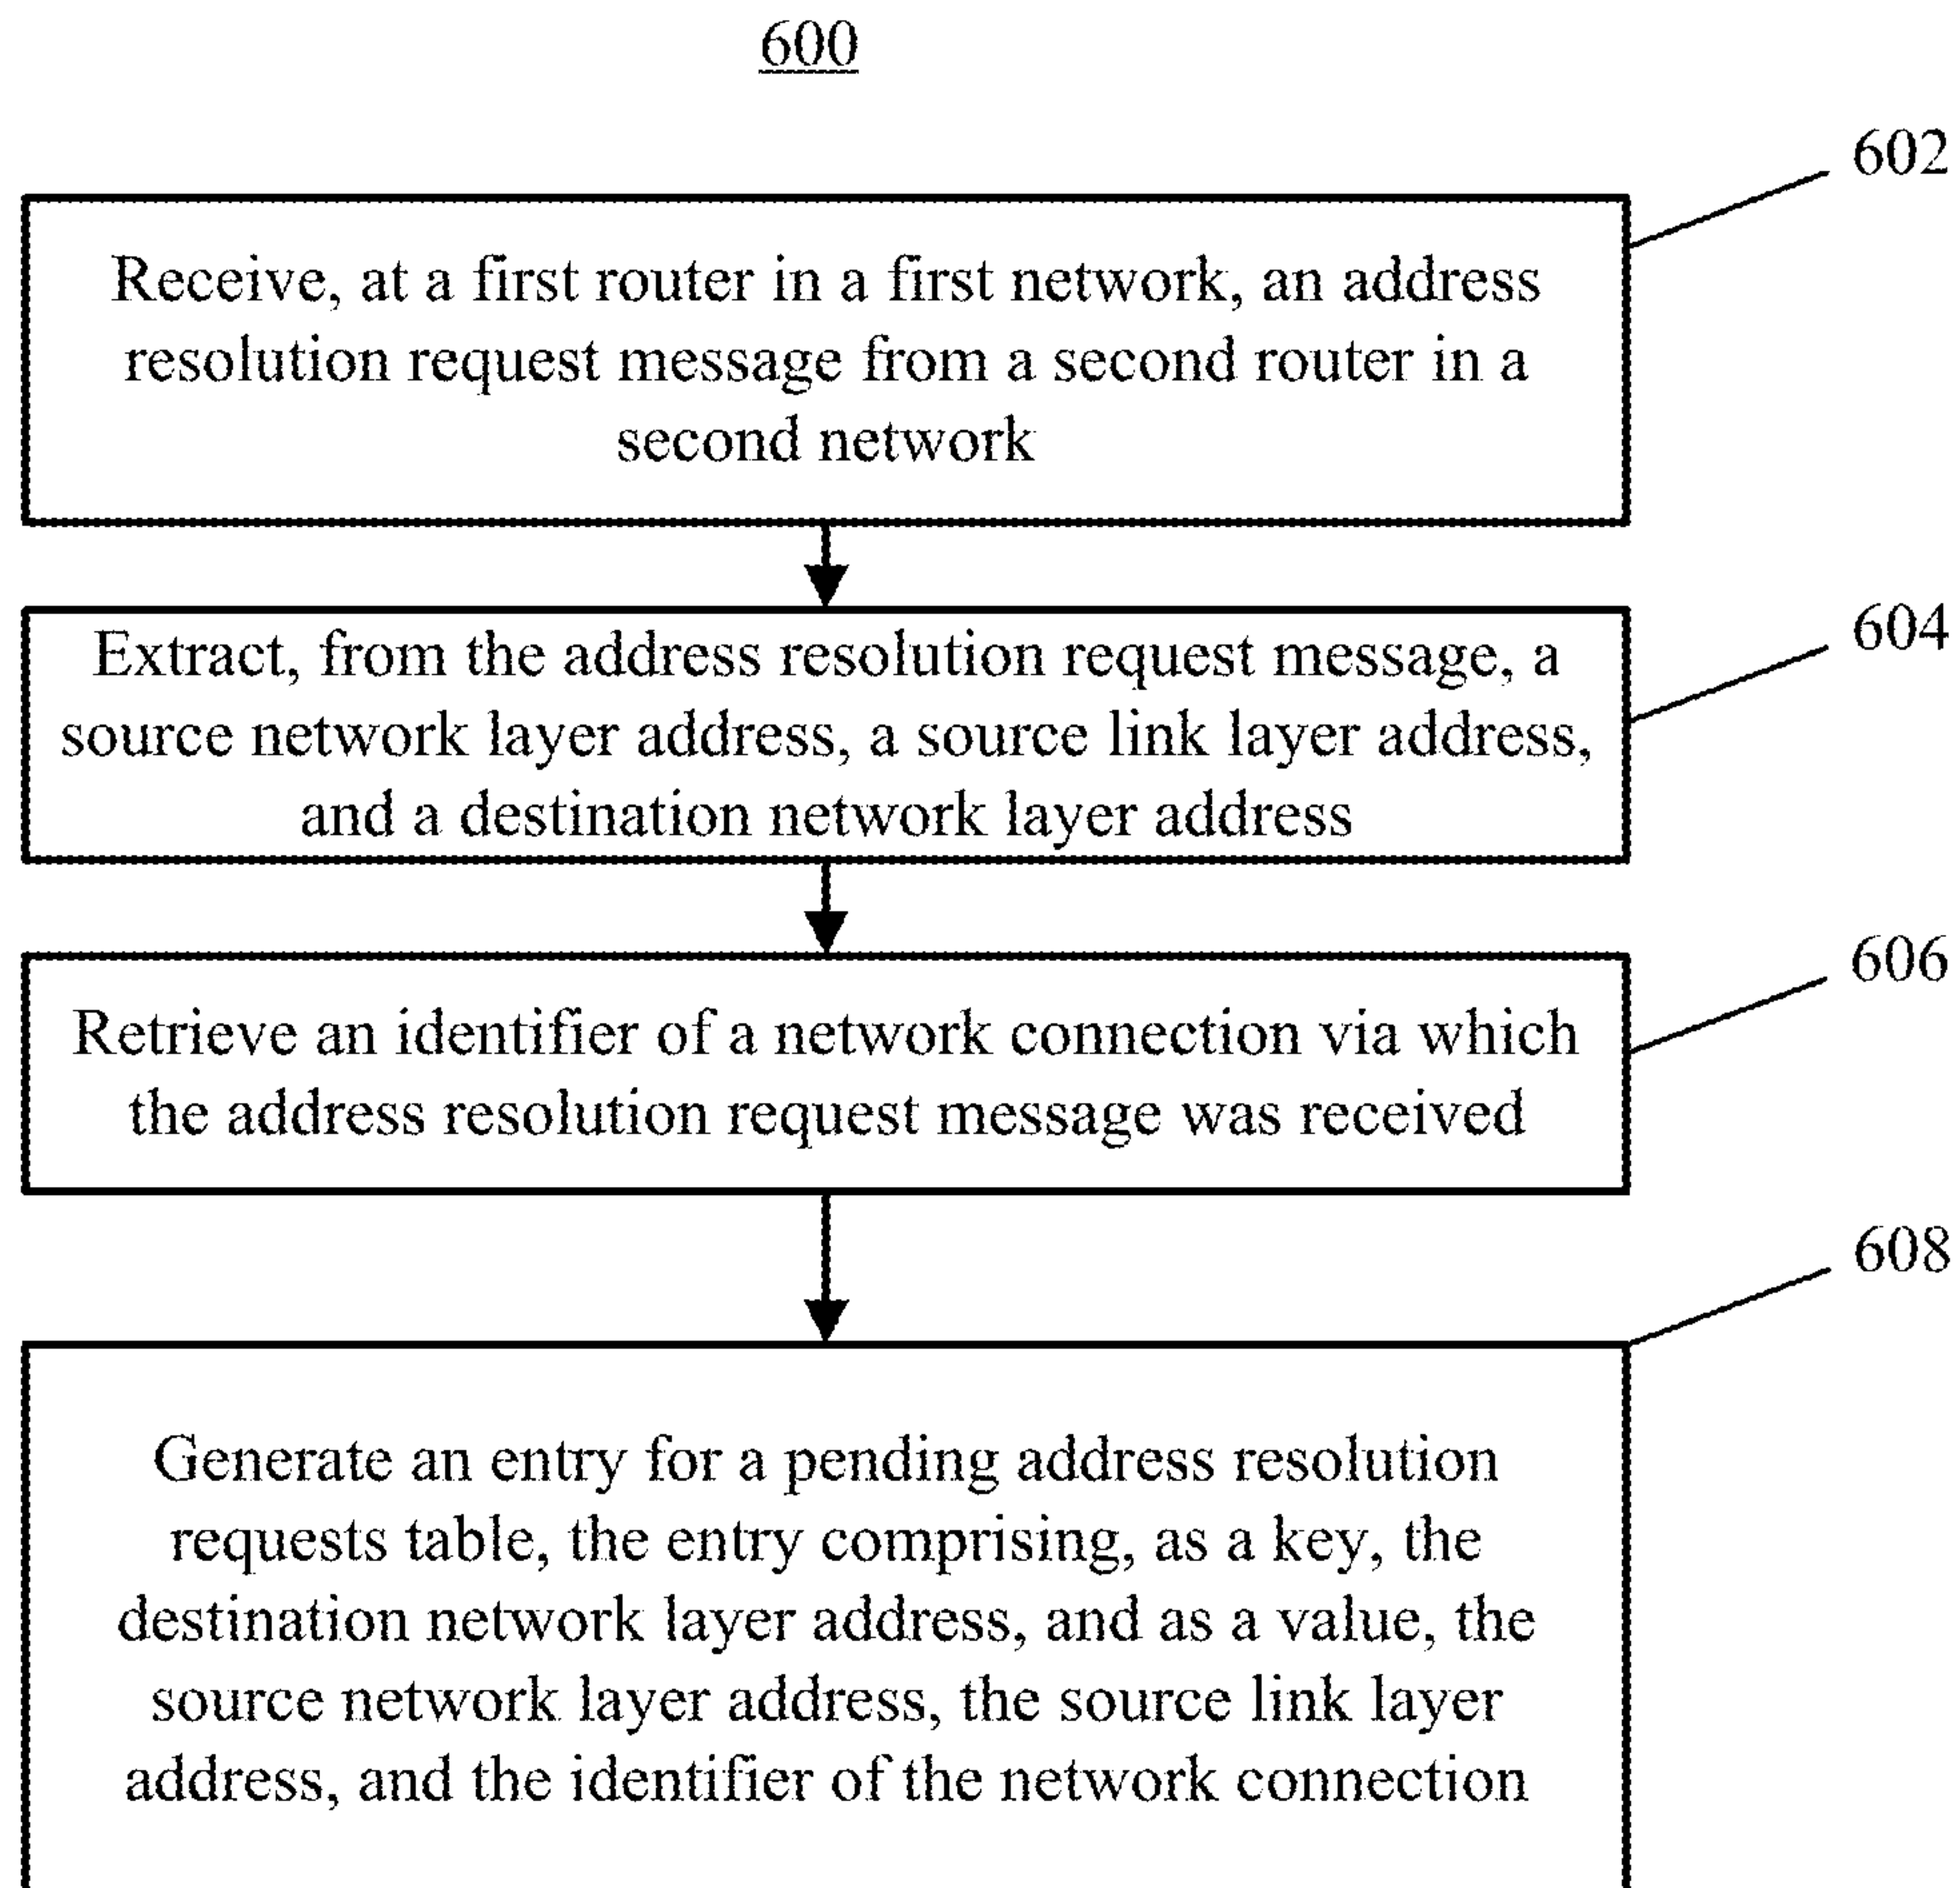 600
602
Receive, at a first router in a first network, an address
resolution request message from a second router in a
second network
604
Extract, from the address resolution request message, a
source network layer address, a source link layer address,
and a destination network layer address
606
Retrieve an identifier of a network connection via which
the address resolution request message was received
608
Generate an entry for a pending address resolution
requests table, the entry comprising, as a key, the
destination network layer address, and as a value, the
source network layer address, the source link layer
address, and the identifier of the network connection